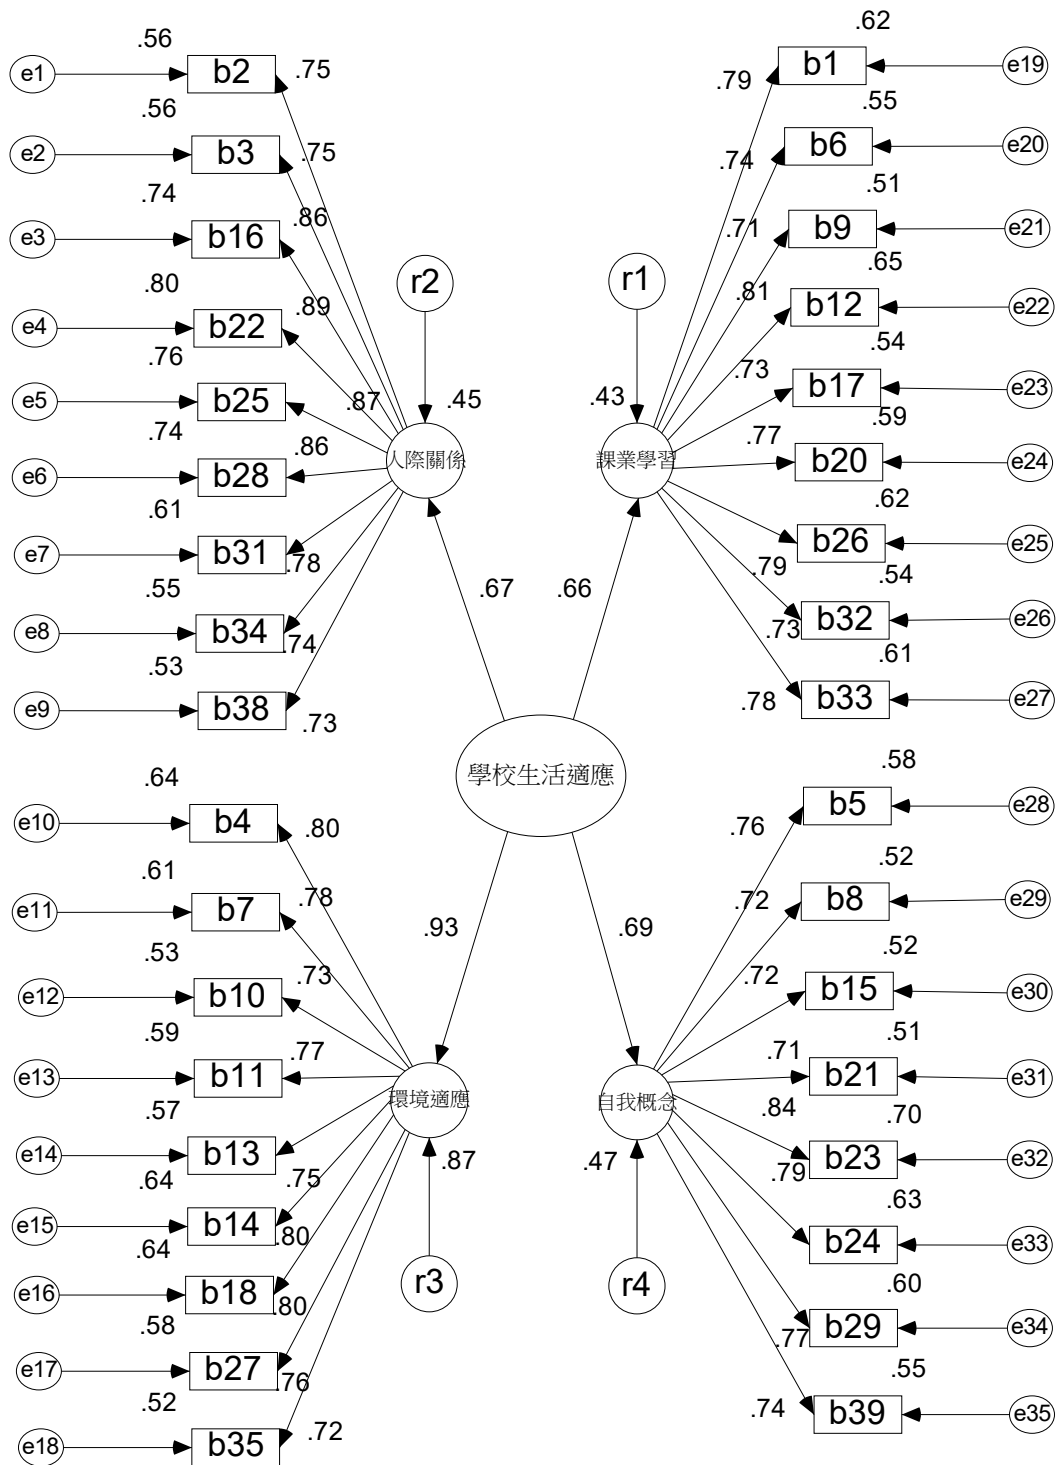 .56
e1
b2
.75
.56
e2
b3
.75
.74
e3
b16
.86
.80
e4
b22
.89
.76
e5
b25
.87
.74
e6
b28
.86
.61
e7
b31
.78
.55
e8
b34
.74
.53
e9
b38
.73
r2
.45
人際關係
.67
.62
.79
b1
e19
.55
.74
b6
e20
.51
.71
b9
e21
.65
.81
b12
e22
.54
.73
b17
e23
.59
.77
b20
e24
.62
b26
e25
.79
.54
b32
e26
.73
.61
b33
e27
.78
r1
.43
課業學習
.66
學校生活適應
.64
e10
b4
.80
.61
e11
b7
.78
.53
e12
b10
.73
.59
e13
b11
.77
.57
e14
b13
.75
.64
e15
b14
.80
.64
e16
b18
.80
.58
e17
b27
.76
.52
e18
b35
.72
.93
環境適應
.87
r3
.58
.76
b5
e28
.52
.72
b8
e29
.52
.72
b15
e30
.51
.71
b21
e31
.70
.84
b23
e32
.63
.79
b24
e33
.60
b29
e34
.77
.55
b39
e35
.74
.69
自我概念
.47
r4